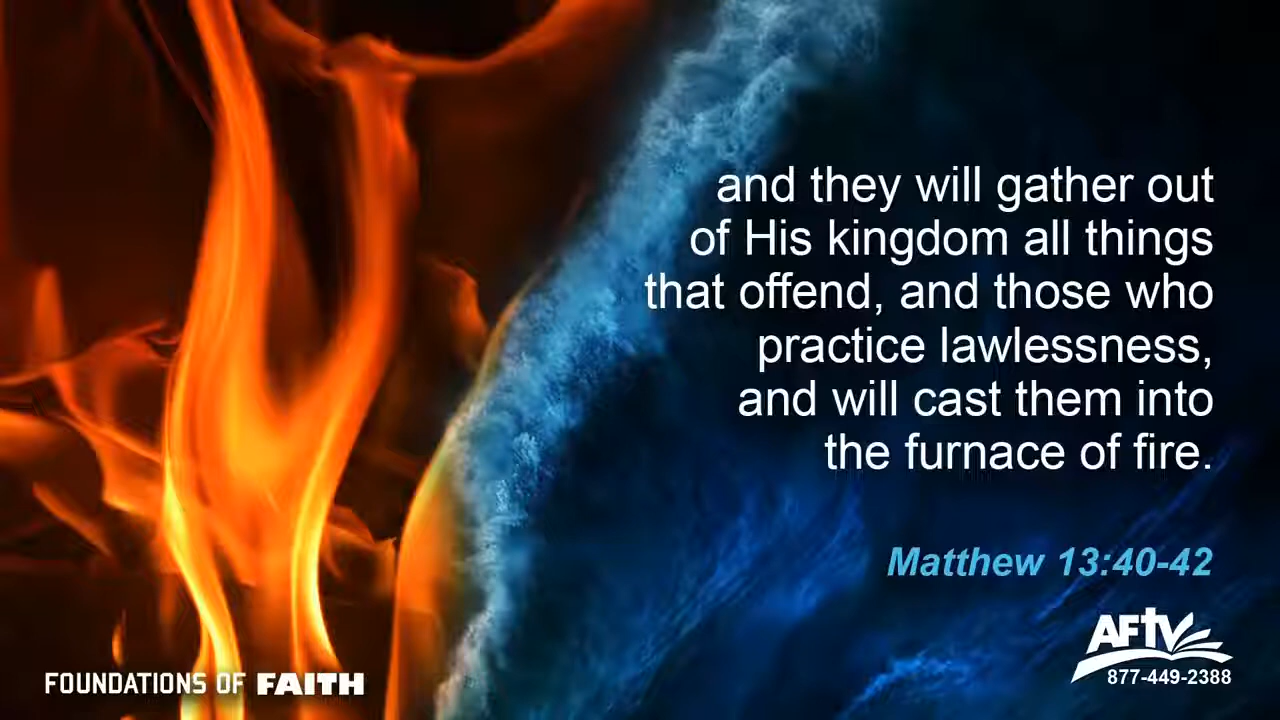 and they will gather out
of His kingdom all things
that offend, and those who
practice lawlessness,
and will cast them into
the furnace of fire.
Matthew 13:40-42
AFtv
877-449-2388
FOUNDATIONS OF FAITH